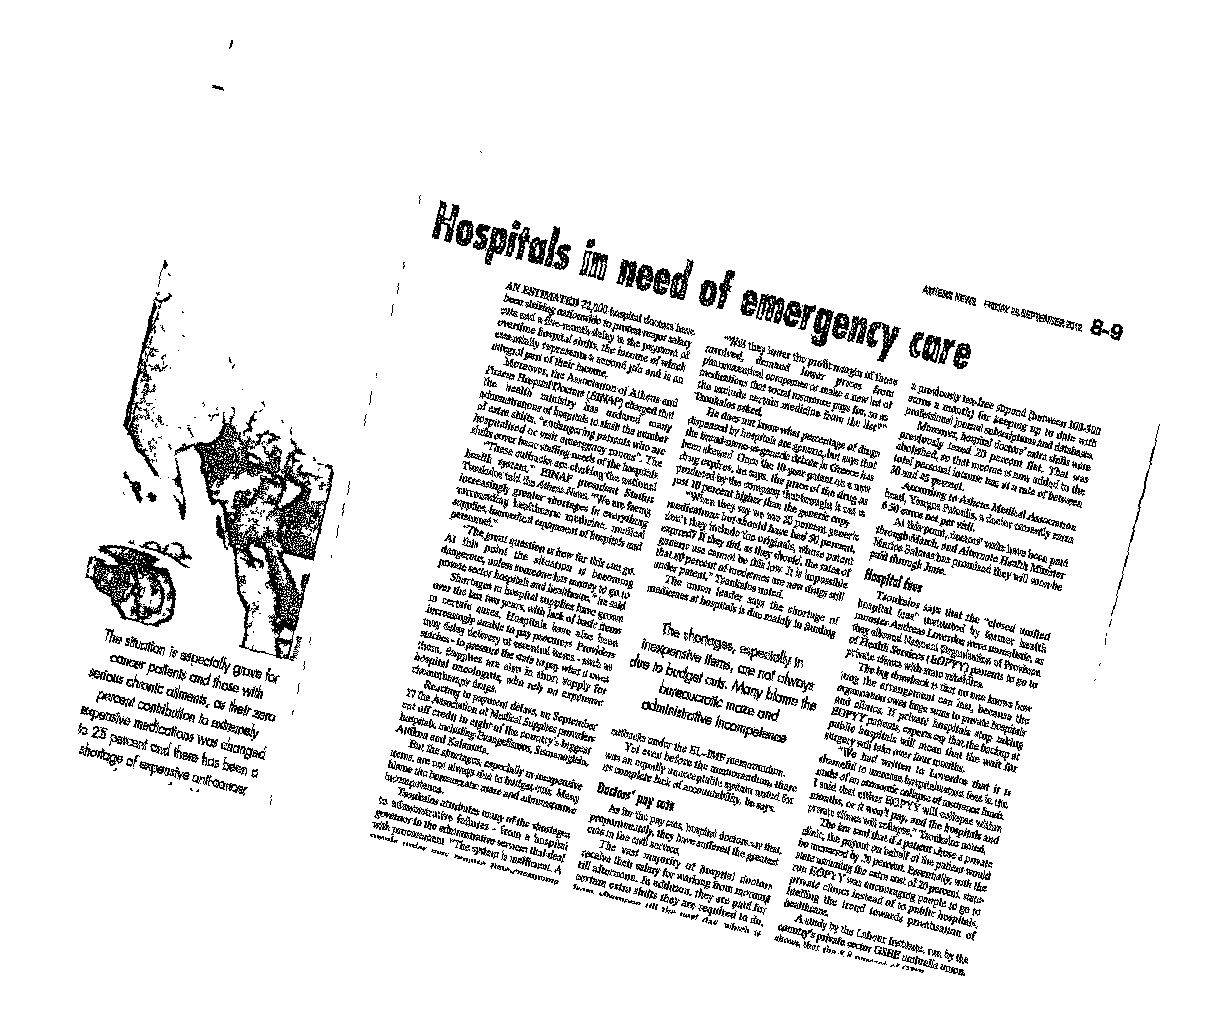 Hospitals in need of emergency care
ATHENS NEWS FRIDAY 28 SEPTEMBER 2012 8-9
The situation is especially grave for
cancer patients and those with
serious chronic ailments, as their zero
percent contribution to extremely
expensive medications was changed
to 25 percent and there has been a
shortage of expensive anti-cancer
AN ESTIMATED hospital doctors have
been striking nationwide to protest major salary
cuts and a five-month delay in the payment of
overtime hospital shifts, the income of which
essentially represents a second job and is an
integral part of their income.
Moreover, the Association of Athens and
Piraeus Hospital Doctors (EINAP) charged that
the health ministry has ordered many
administrations of hospitals to slash the number
of extra shifts, "endangering patients who are
hospitalised or visit emergency rooms". The
shifts cover basic staffing needs of the hospitals.
"These cutbacks are choking the national
health system," EINAP president Stathis
Tsoukalos told the Athens News. "We are facing
increasingly greater shortages in everything
surrounding healthcare: medicine, medical
supplies, biomedical equipment of hospitals and
personnel."
"The great question is how far this can go.
At this point the situation is becoming
dangerous, unless someone has money to go to
private sector hospitals and healthcare," he said
Shortages in hospital supplies have grown
over the last two years, with lack of basic items
in certain cases. Hospitals have also been
increasingly unable to pay providers. Providers
may delay delivery of essential items - such as
- to pressure the state to pay what it owes
them. Supplies are also in short supply for
hospital oncologists, who rely on expensive
chemotherapy drugs.
Reacting to payment delays, on September
17 the Association of Medical Supplies providers
cut off credit to eight of the country's biggest
hospitals, including Evangelismos, Sismanogleio,
Attikon and Kalamata.
But the shortages, especially in inexpensive
items, are not always due to budget cuts. Many
blame the bureaucratic maze and administrative
incompetence.
Tsoukalos attributes many of the shortages
to administrative failures - from a hospital
governor to the administrative services that deal
with procurement. "The system is inefficient. A
"Will they lower the profit margin of those
involved, demand lower prices from
pharmaceutical companies or make a new list of
medications that social insurance pays for, so as
the exclude certain medicine from the list?"
Tsoukalos asked.
He does not know what percentage of drugs
dispensed by hospitals are generic, but says that
the brand-name-or-generic debate in Greece has
been skewed. Once the 10-year patent on a new
drug expires, he says, the price of the drug as
produced by the company that brought it out is
just 10 percent higher than the generic copy.
"When they say we use 20 percent generic
medications but should have had 50 percent,
don't they include the originals, whose patent
expired? If they did, as they should, the rates of
generic use cannot be this low. It is impossible
that 80 percent of medicines are new drugs still
under patent," Tsoukalos noted.
The union leader says the shortage of
medicines at hospitals is due mainly to funding
The shortages, especially in
inexpensive items, are not always
due to budget cuts. Many blame the
bureaucratic maze and
administrative incompetence
cutbacks under the EU-IMF memorandum.
Yet even before the memorandum, there
was an equally unacceptable system noted for
its complete lack of accountability, he says.
Doctors' pay cuts
As for the pay cuts, hospital doctors say that,
proportionately, they have suffered the greatest
cuts in the civil service.
The vast majority of hospital doctors
receive their salary for working from morning
till afternoon. In addition, they are paid for
certain extra shifts they are required to do,
from afternoon till the next day, which is
a previously tax-free stipend (between 300-500
euros a month) for keeping up to date with
professional journal subscriptions and databases.
Moreover, hospital doctors' extra shifts were
previously taxed 20 percent flat. That was
abolished, so that income is now added to the
total personal income tax, at a rate of between
and 45 percent.
According to Athens Medical Association
head, Yiorgos Patoulis, a doctor currently earns
6.50 euros net per shift.
At this point, doctors' shifts have been paid
through March, and Alternate Health Minister
Marios Salmas has promised they will soon be
paid through June.
Hospital fees
Tsoukalos says that the "closed unified
hospital fees" instituted by former health
minister Andreas Loverdos were unrealistic, as
they allowed National Organisation of Provision
of Health Services (EOPYY) patients to go to
private clinics with state subsidies.
The big drawback is that no one knows how
long the arrangement can last, because the
organisation owes huge sums to private hospitals
and clinics. If private hospitals stop taking
EOPYY patients, experts say that the backup at
public hospitals will mean that the wait for
surgery will take over four months.
"We had written to Loverdos that it is
shameful to increase hospitalisation fees in the
midst of an economic collapse of insurance funds.
I said that either EOPYY will collapse within
months, or it won't pay, and the hospitals and
private clinics will collapse," Tsoukalos noted.
The law said that if a patient chose a private
clinic, the payout on behalf of the patient would
be increased by 20 percent. Essentially, with the
state assuming the extra cost of 20 percent, state-
run EOPYY was encouraging people to go to
private clinics instead of to public hospitals,
fuelling the trend towards privatisation of
healthcare.
A study by the Labour Institute, run by the
country's private sector GSEE umbrella union,